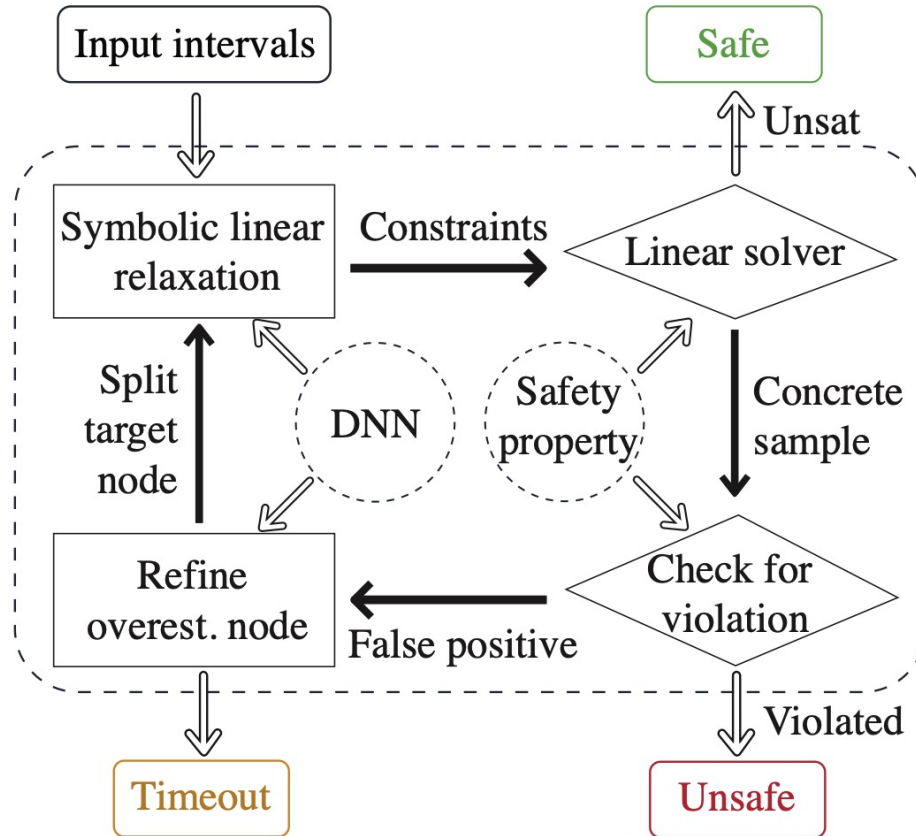 Input intervals
Safe
Unsat
Symbolic linear
relaxation
Constraints
Linear solver
Split
target
node
DNN
Safety
property
Concrete
sample
Refine
overest. node
False positive
Check for
violation
Violated
Timeout
Unsafe